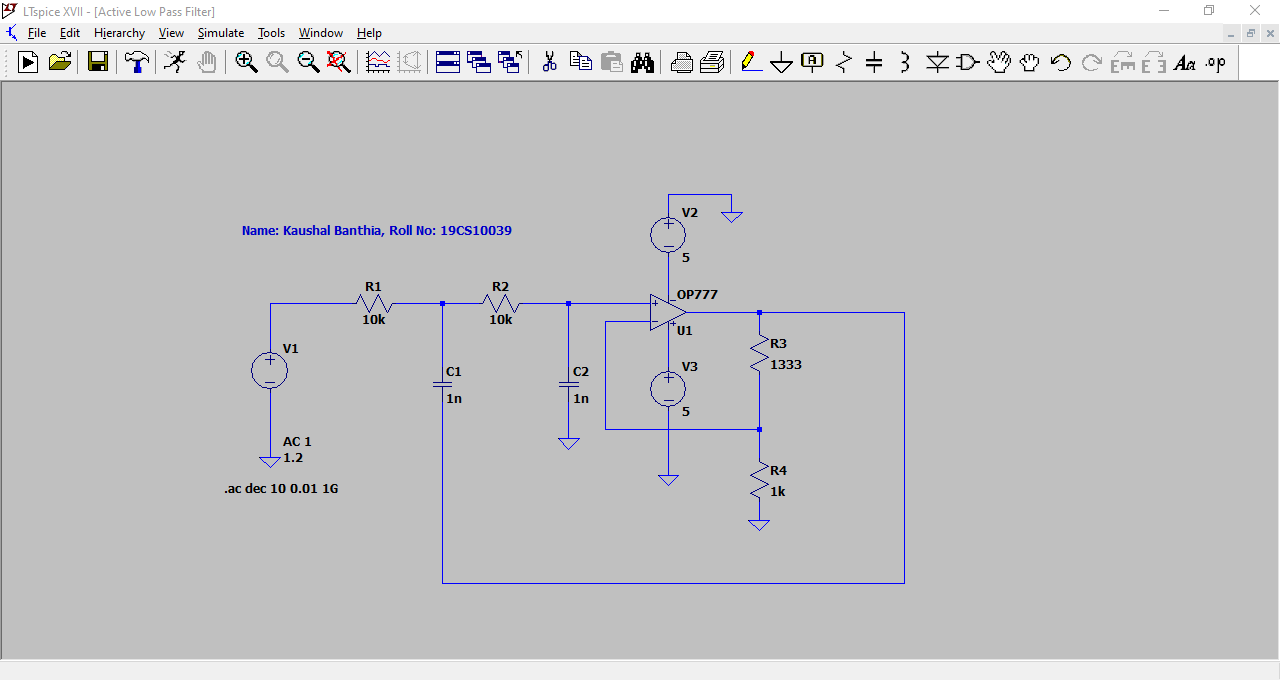 LTspice XVII - [Active Low Pass Filter]
File Edit Hierarchy View Simulate Tools Window Help
Aa .op
V2
5
Name: Kaushal Banthia, Roll No: 19CS10039
R1
10k
R2
10k
OP777
U1
V1
AC 1
1.2
C1
1n
C2
1n
V3
5
R3
1333
R4
1k
.ac dec 10 0.01 1G